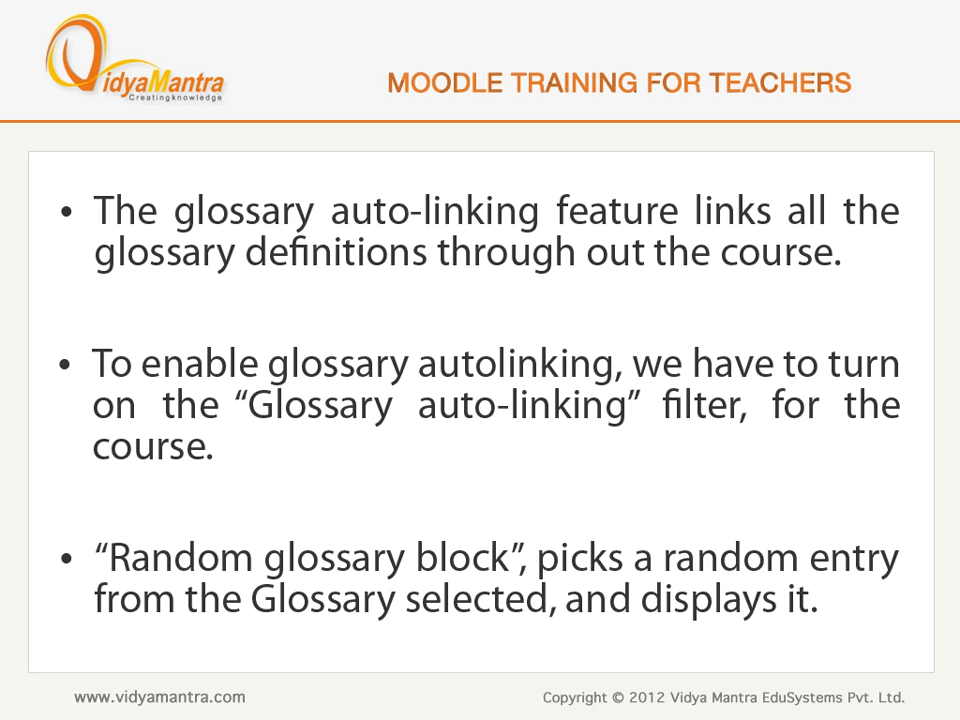 VidyaMantra
Creatingknowledge
MOODLE TRAINING FOR TEACHERS
• The glossary auto-linking feature links all the
glossary definitions through out the course.
• To enable glossary autolinking, we have to turn
on the “Glossary auto-linking” filter, for the
course.
• “Random glossary block”, picks a random entry
from the Glossary selected, and displays it.
www.vidyamantra.com
Copyright © 2012 Vidya Mantra EduSystems Pvt. Ltd.